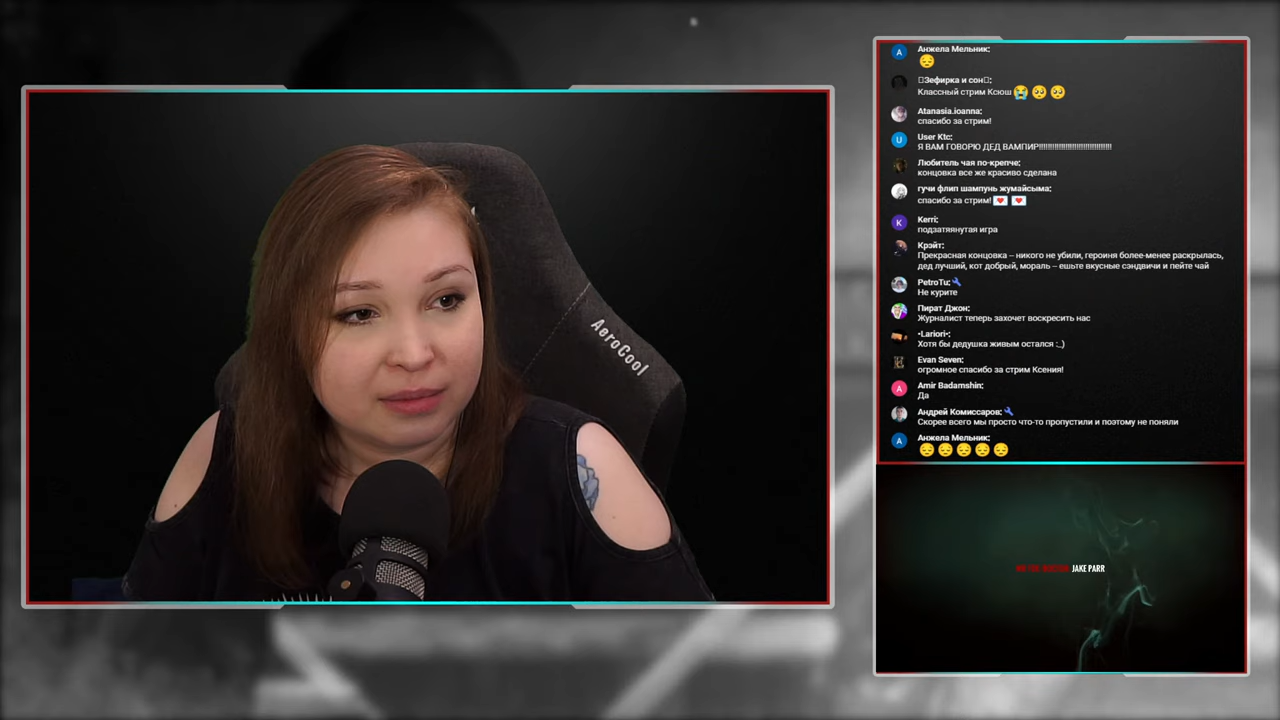 AeroCool
Анжела Мельник:
😔
Зефирка и сон:
Классный стрим Ксюш😭🥺🥺
Atanasia.ioanna:
спасибо за стрим!
User Ktc:
Я ВАМ ГОВОРЮ ДЕД ВАМПИР!!!!!!!!!!!!!!!!!!!!!!!!!!!!!!!!!!!
Любитель чая по-крепче:
концовка все же красиво сделана
гучи флип шампунь жумайсыма:
спасибо за стрим!💌💌
Kerri:
подзатяянутая игра
Крэйт:
Прекрасная концовка – никого не убили, героиня более-менее раскрылась,
дед лучший, кот добрый, мораль – ешьте вкусные сэндвичи и пейте чай
PetroTu:🔧
Не курите
Пират Джон:
Журналист теперь захочет воскресить нас
•Lariori•:
Хотя бы дедушка живым остался :_)
Evan Seven:
огромное спасибо за стрим Ксения!
Amir Badamshin:
Да
Андрей Комиссаров:🔧
Скорее всего мы просто что-то пропустили и поэтому не поняли
Анжела Мельник:
😔😔😔😔😔
JAKE PARR